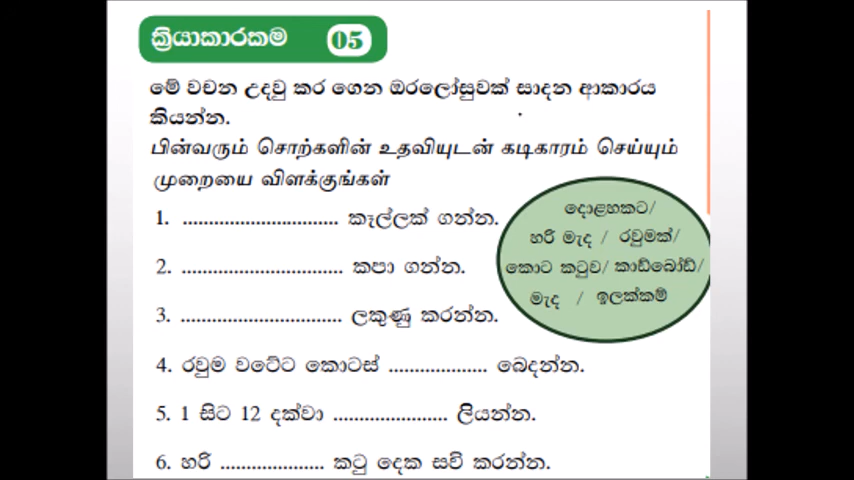 ක්‍රියාකාරකම 05
මේ වචන උදවු කර ගෙන ඔරලෝසුවක් සාදන ආකාරය
කියන්න.
பின்வரும் சொற்களின் உதவியுடன் கடிகாரம் செய்யும்
முறையை விளக்குங்கள்
1. ............................... කෑල්ලක් ගන්න.
2. ................................ කපා ගන්න.
3. ................................ ලකුණු කරන්න.
4. රවුම වටේට කොටස් ................... බෙදන්න.
5. 1 සිට 12 දක්වා ...................... ලියන්න.
6. හරි ..................... කටු දෙක සවි කරන්න.
දොළහකට/
හරි මැද / රවුමක්/
කොට කටුව/ කාඩ්බෝඩ්/
මැද / ඉලක්කම්